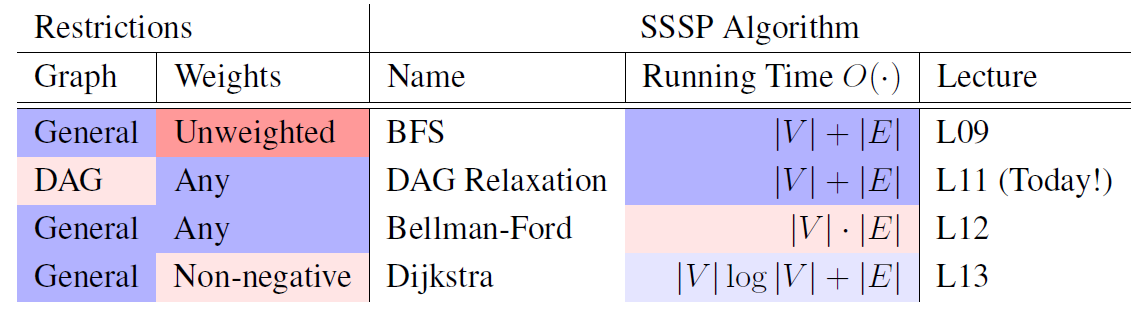 Restrictions SSSP Algorithm
Graph Weights Name Running Time O(·) Lecture
General Unweighted BFS |V| + |E| L09
DAG Any DAG Relaxation |V| + |E| L11 (Today!)
General Any Bellman-Ford |V| · |E| L12
General Non-negative Dijkstra |V| log |V| + |E| L13